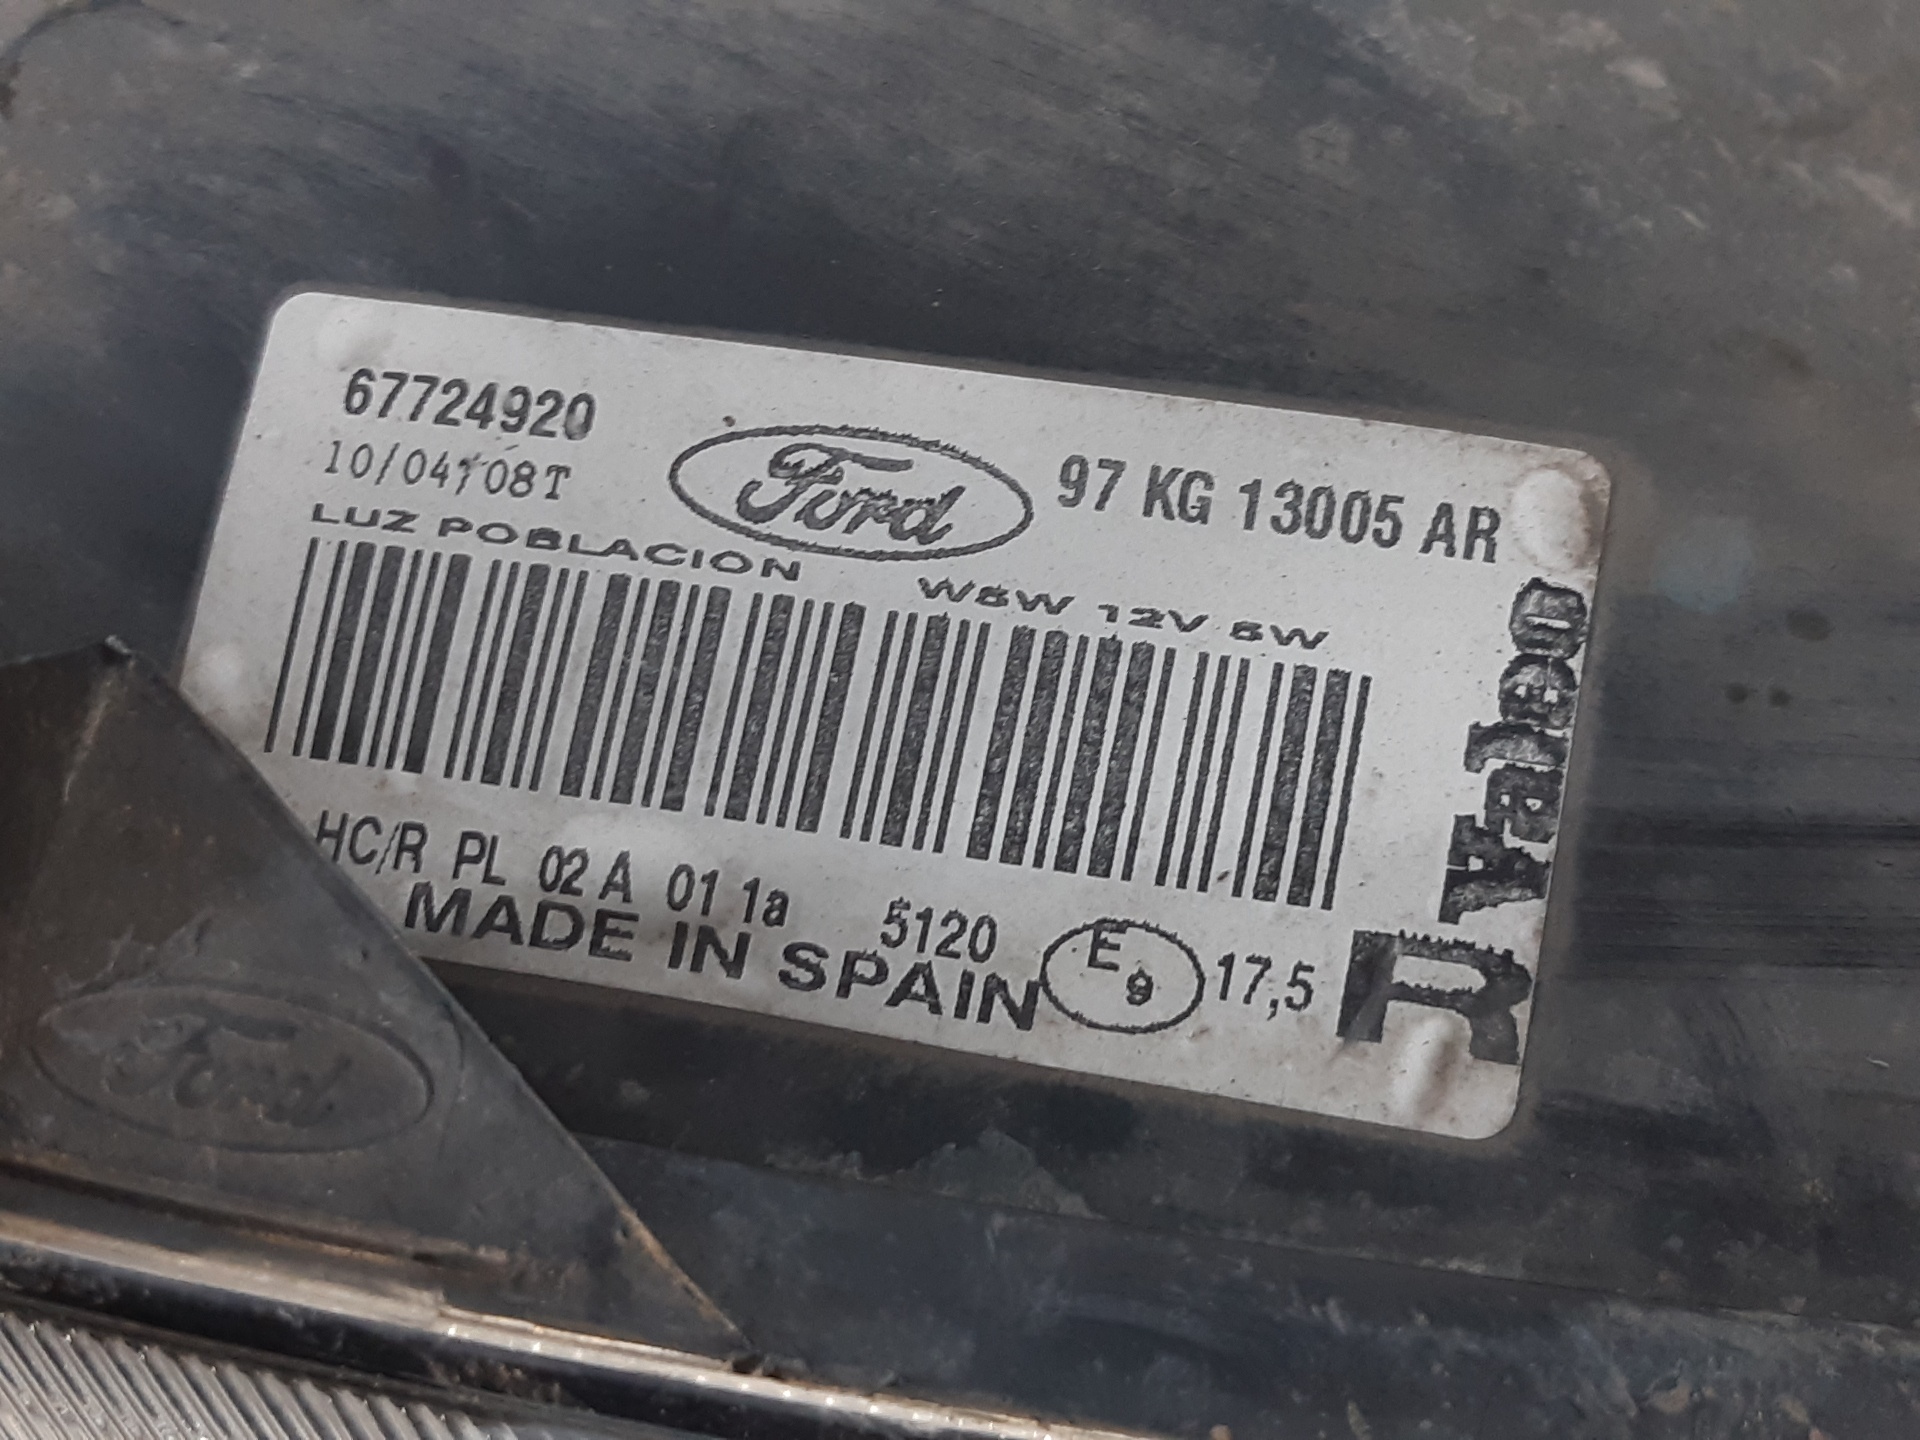 67724920
10/04/08T
Ford
97 KG 13005 AR
LUZ POBLACION W5W 12V 5W
Valeo
HC/R PL 02 A 01 1a 5120 E9 17,5
MADE IN SPAIN
R
Ford